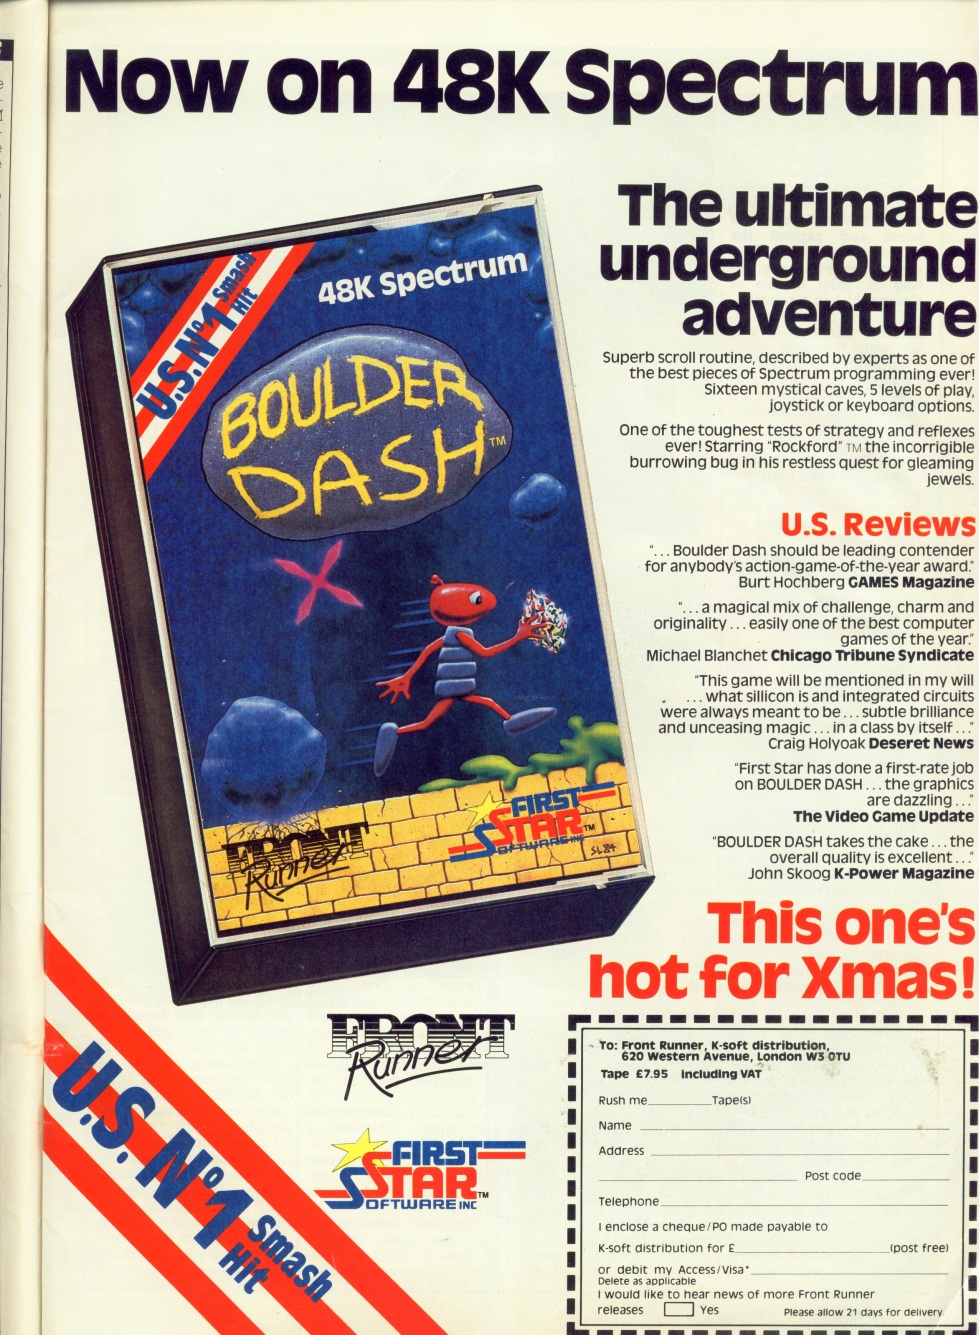 Now on 48K Spectrum
U.S. Nº1 Smash Hit
48K Spectrum
BOULDER
DASH™
FRONT
Runner
FIRST
STAR™
SOFTWARE INC
SL84
The ultimate
underground
adventure
Superb scroll routine, described by experts as one of
the best pieces of Spectrum programming ever!
Sixteen mystical caves, 5 levels of play,
joystick or keyboard options.
One of the toughest tests of strategy and reflexes
ever! Starring "Rockford" TM the incorrigible
burrowing bug in his restless quest for gleaming
jewels.
U.S. Reviews
"... Boulder Dash should be leading contender
for anybody's action-game-of-the-year award."
Burt Hochberg GAMES Magazine
"... a magical mix of challenge, charm and
originality ... easily one of the best computer
games of the year."
Michael Blanchet Chicago Tribune Syndicate
"This game will be mentioned in my will
... what sillicon is and integrated circuits
were always meant to be ... subtle brilliance
and unceasing magic ... in a class by itself ..."
Craig Holyoak Deseret News
"First Star has done a first-rate job
on BOULDER DASH ... the graphics
are dazzling ..."
The Video Game Update
"BOULDER DASH takes the cake ... the
overall quality is excellent ..."
John Skoog K-Power Magazine
This one's
hot for Xmas!
U.S. Nº1 Smash
Hit
FRONT
Runner
FIRST
STAR™
SOFTWARE INC
To: Front Runner, K-soft distribution,
620 Western Avenue, London W3 0TU
Tape £7.95 including VAT
Rush me Tape(s)
Name
Address
Post code
Telephone
I enclose a cheque/PO made payable to
K-soft distribution for £ (post free)
or debit my Access/Visa*
Delete as applicable
I would like to hear news of more Front Runner
releases Yes Please allow 21 days for delivery.